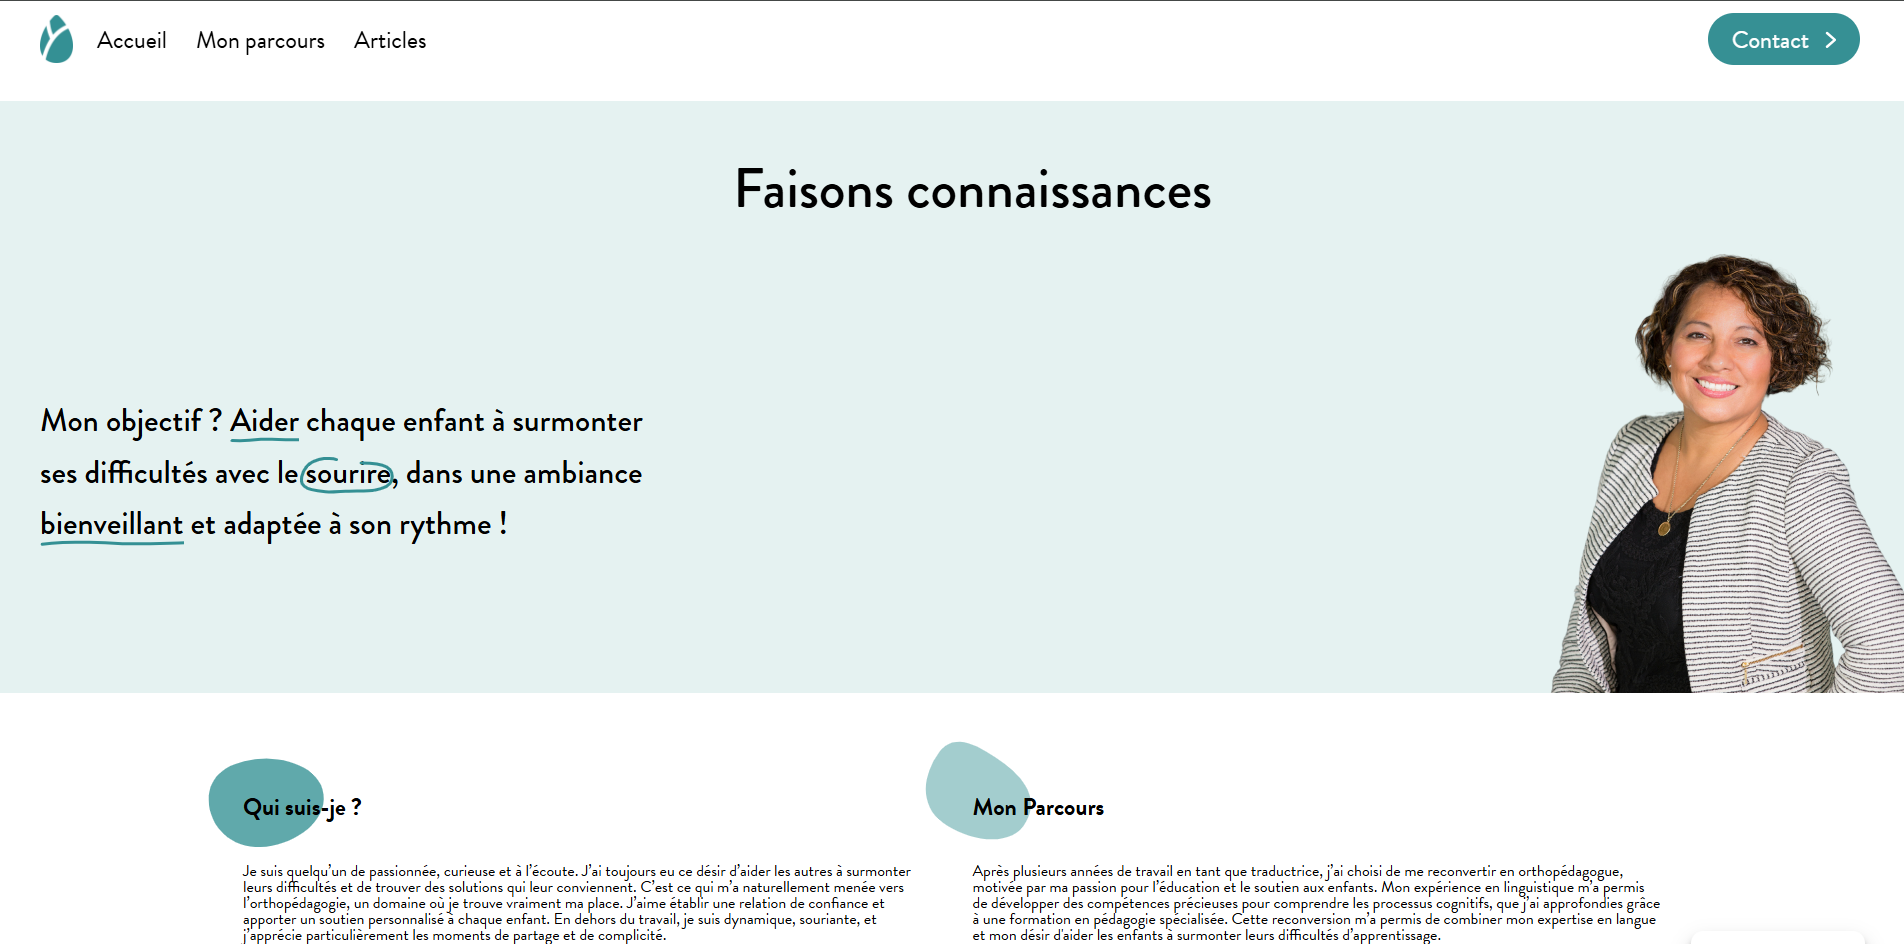 Accueil Mon parcours Articles Contact
Faisons connaissances
Mon objectif ? Aider chaque enfant à surmonter
ses difficultés avec le sourire, dans une ambiance
bienveillant et adaptée à son rythme !
Qui suis-je ?
Je suis quelqu’un de passionnée, curieuse et à l’écoute. J’ai toujours eu ce désir d’aider les autres à surmonter
leurs difficultés et de trouver des solutions qui leur conviennent. C’est ce qui m’a naturellement menée vers
l’orthopédagogie, un domaine où je trouve vraiment ma place. J’aime établir une relation de confiance et
apporter un soutien personnalisé à chaque enfant. En dehors du travail, je suis dynamique, souriante, et
j’apprécie particulièrement les moments de partage et de complicité.
Mon Parcours
Après plusieurs années de travail en tant que traductrice, j’ai choisi de me reconvertir en orthopédagogue,
motivée par ma passion pour l’éducation et le soutien aux enfants. Mon expérience en linguistique m’a permis
de développer des compétences précieuses pour comprendre les processus cognitifs, que j’ai approfondies grâce
à une formation en pédagogie spécialisée. Cette reconversion m’a permis de combiner mon expertise en langue
et mon désir d'aider les enfants à surmonter leurs difficultés d’apprentissage.